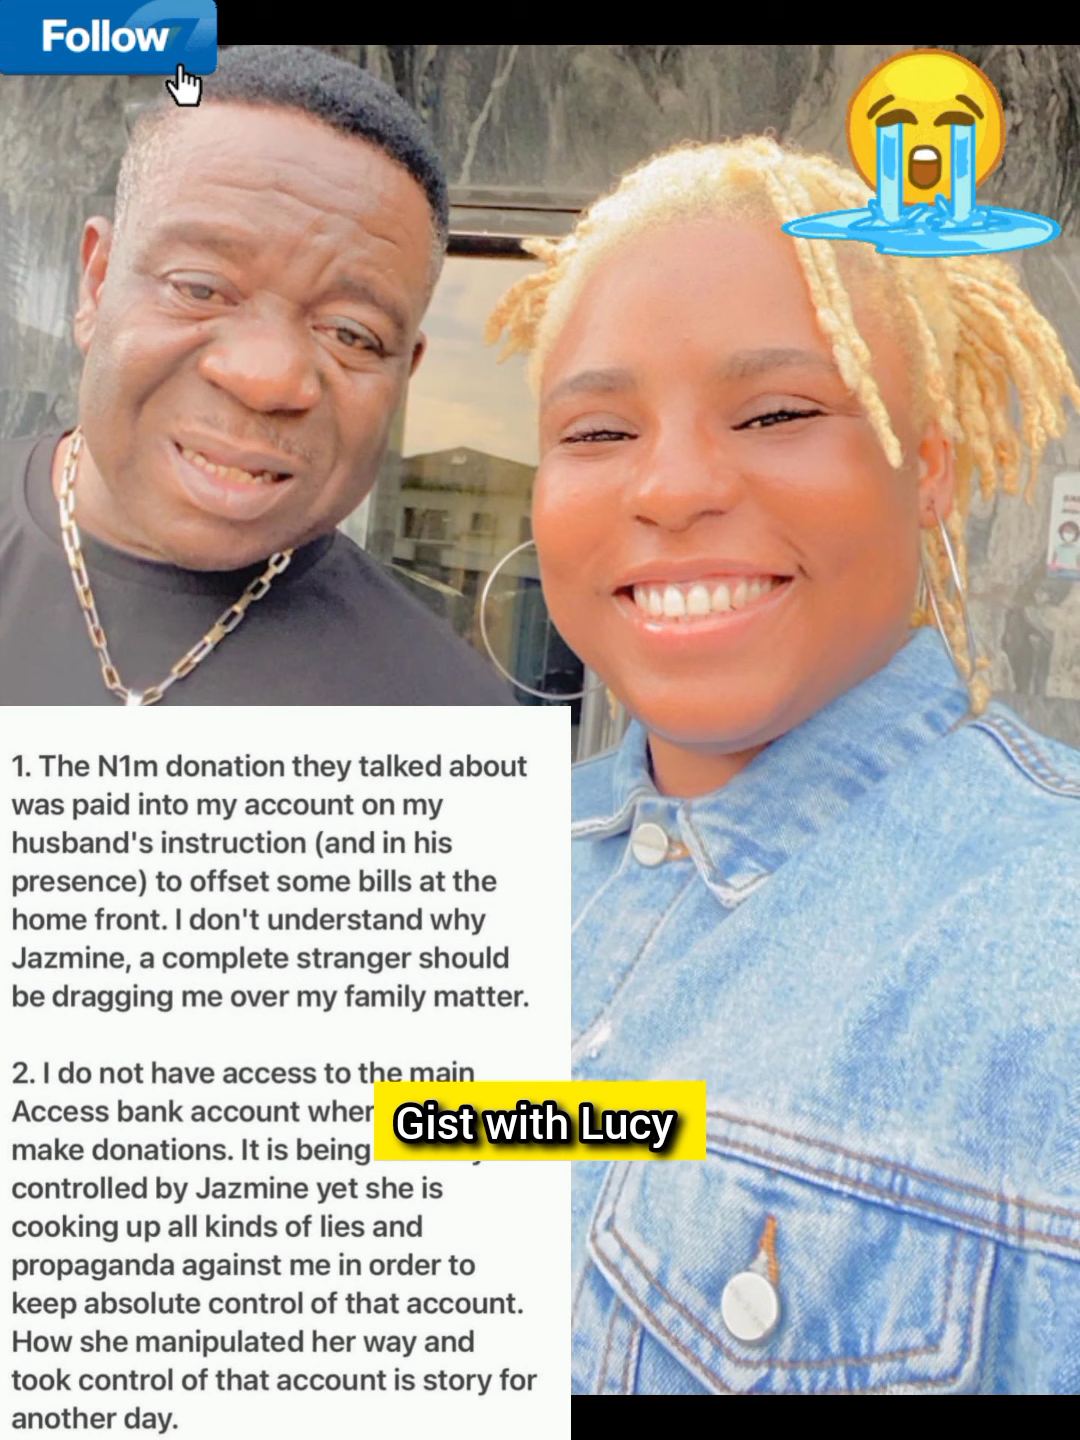 Follow
1. The N1m donation they talked about
was paid into my account on my
husband's instruction (and in his
presence) to offset some bills at the
home front. I don't understand why
Jazmine, a complete stranger should
be dragging me over my family matter.
2. I do not have access to the main
Access bank account
make donations. It is being
controlled by Jazmine yet she is
cooking up all kinds of lies and
propaganda against me in order to
keep absolute control of that account.
How she manipulated her way and
took control of that account is story for
another day.
Gist with Lucy